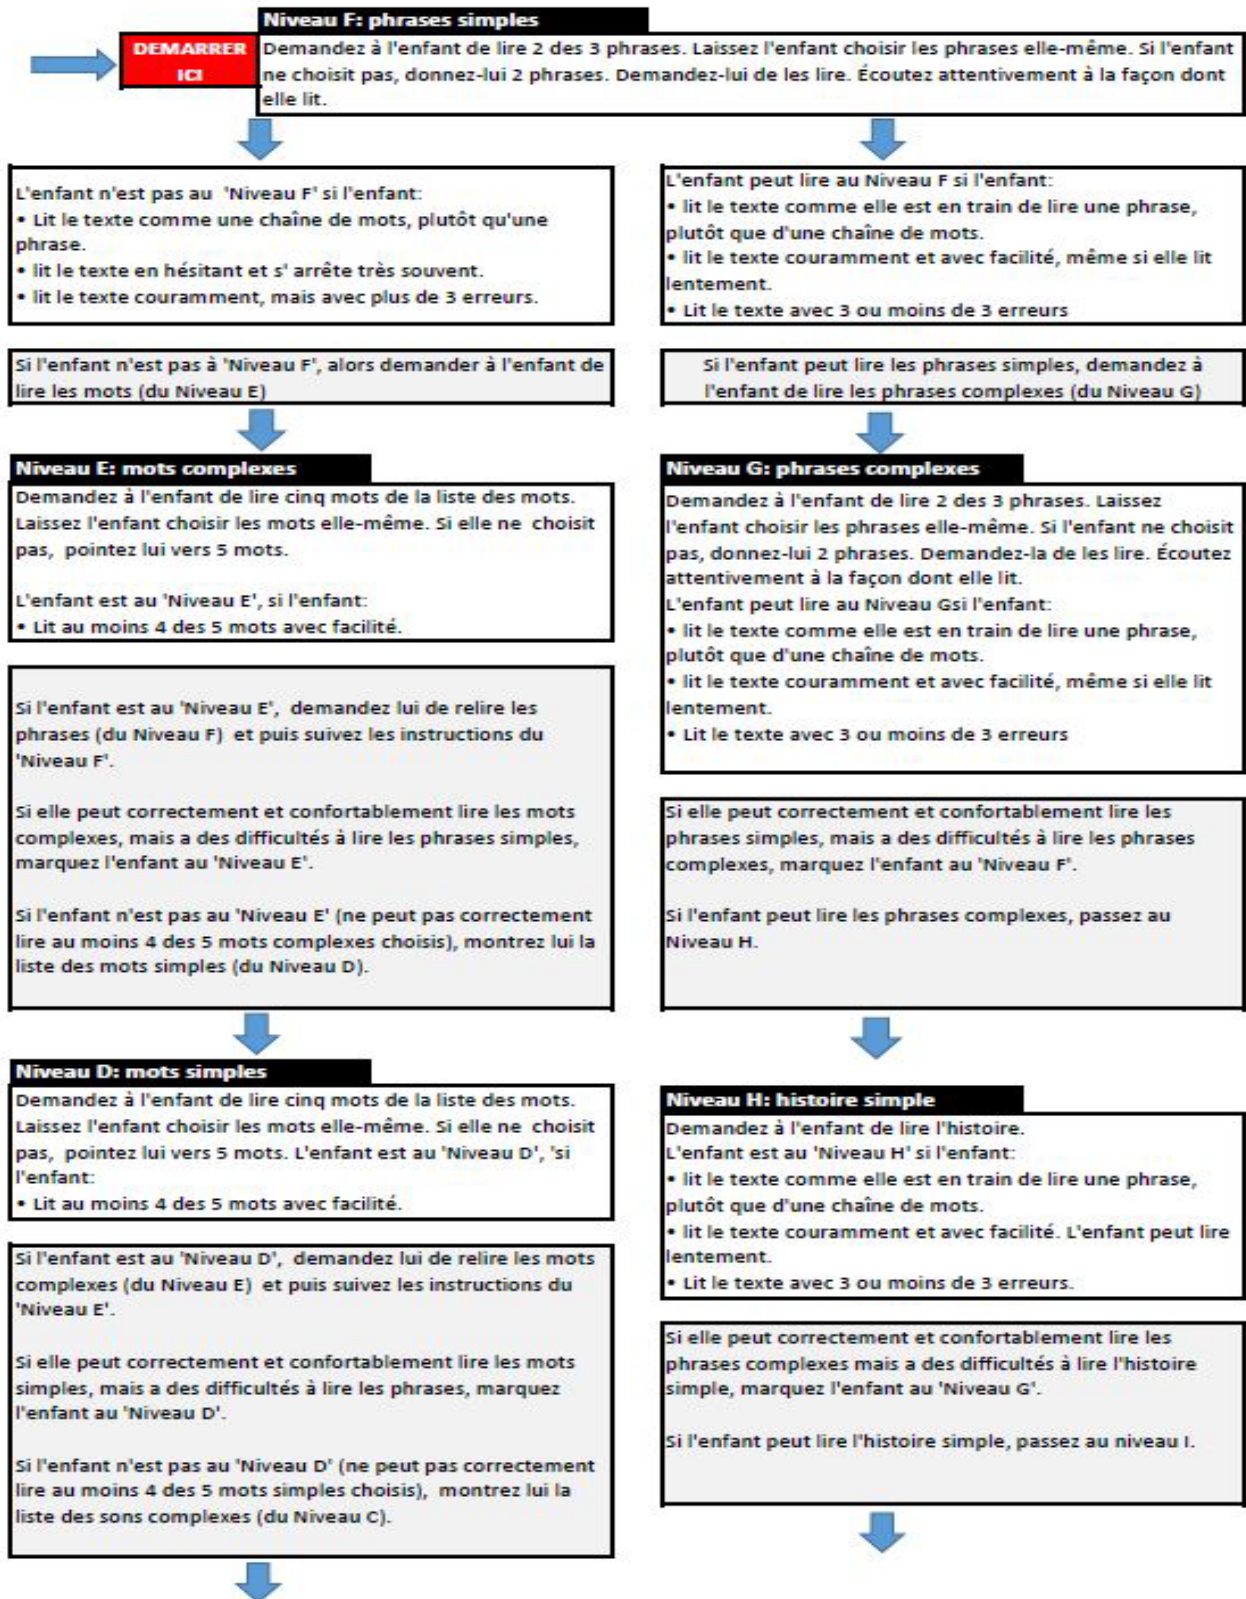 Niveau F: phrases simples
DEMARRER
ICI
Demandez à l'enfant de lire 2 des 3 phrases. Laissez l'enfant choisir les phrases elle-même. Si l'enfant
ne choisit pas, donnez-lui 2 phrases. Demandez-lui de les lire. Écoutez attentivement à la façon dont
elle lit.
L'enfant n'est pas au 'Niveau F' si l'enfant:
• Lit le texte comme une chaîne de mots, plutôt qu'une
phrase.
• lit le texte en hésitant et s' arrête très souvent.
• lit le texte couramment, mais avec plus de 3 erreurs.
Si l'enfant n'est pas à 'Niveau F', alors demander à l'enfant de
lire les mots (du Niveau E)
Niveau E: mots complexes
Demandez à l'enfant de lire cinq mots de la liste des mots.
Laissez l'enfant choisir les mots elle-même. Si elle ne choisit
pas, pointez lui vers 5 mots.
L'enfant est au 'Niveau E', si l'enfant:
• Lit au moins 4 des 5 mots avec facilité.
Si l'enfant est au 'Niveau E', demandez lui de relire les
phrases (du Niveau F) et puis suivez les instructions du
'Niveau F'.
Si elle peut correctement et confortablement lire les mots
complexes, mais a des difficultés à lire les phrases simples,
marquez l'enfant au 'Niveau E'.
Si l'enfant n'est pas au 'Niveau E' (ne peut pas correctement
lire au moins 4 des 5 mots complexes choisis), montrez lui la
liste des mots simples (du Niveau D).
Niveau D: mots simples
Demandez à l'enfant de lire cinq mots de la liste des mots.
Laissez l'enfant choisir les mots elle-même. Si elle ne choisit
pas, pointez lui vers 5 mots. L'enfant est au 'Niveau D', 'si
l'enfant:
• Lit au moins 4 des 5 mots avec facilité.
Si l'enfant est au 'Niveau D', demandez lui de relire les mots
complexes (du Niveau E) et puis suivez les instructions du
'Niveau E'.
Si elle peut correctement et confortablement lire les mots
simples, mais a des difficultés à lire les phrases, marquez
l'enfant au 'Niveau D'.
Si l'enfant n'est pas au 'Niveau D' (ne peut pas correctement
lire au moins 4 des 5 mots simples choisis), montrez lui la
liste des sons complexes (du Niveau C).
L'enfant peut lire au Niveau F si l'enfant:
• lit le texte comme elle est en train de lire une phrase,
plutôt que d'une chaîne de mots.
• lit le texte couramment et avec facilité, même si elle lit
lentement.
• Lit le texte avec 3 ou moins de 3 erreurs
Si l'enfant peut lire les phrases simples, demandez à
l'enfant de lire les phrases complexes (du Niveau G)
Niveau G: phrases complexes
Demandez à l'enfant de lire 2 des 3 phrases. Laissez
l'enfant choisir les phrases elle-même. Si l'enfant ne choisit
pas, donnez-lui 2 phrases. Demandez-la de les lire. Écoutez
attentivement à la façon dont elle lit.
L'enfant peut lire au Niveau Gsi l'enfant:
• lit le texte comme elle est en train de lire une phrase,
plutôt que d'une chaîne de mots.
• lit le texte couramment et avec facilité, même si elle lit
lentement.
• Lit le texte avec 3 ou moins de 3 erreurs
Si elle peut correctement et confortablement lire les
phrases simples, mais a des difficultés à lire les phrases
complexes, marquez l'enfant au 'Niveau F'.
Si l'enfant peut lire les phrases complexes, passez au
Niveau H.
Niveau H: histoire simple
Demandez à l'enfant de lire l'histoire.
L'enfant est au 'Niveau H' si l'enfant:
• lit le texte comme elle est en train de lire une phrase,
plutôt que d'une chaîne de mots.
• lit le texte couramment et avec facilité. L'enfant peut lire
lentement.
• Lit le texte avec 3 ou moins de 3 erreurs.
Si elle peut correctement et confortablement lire les
phrases complexes mais a des difficultés à lire l'histoire
simple, marquez l'enfant au 'Niveau G'.
Si l'enfant peut lire l'histoire simple, passez au niveau I.